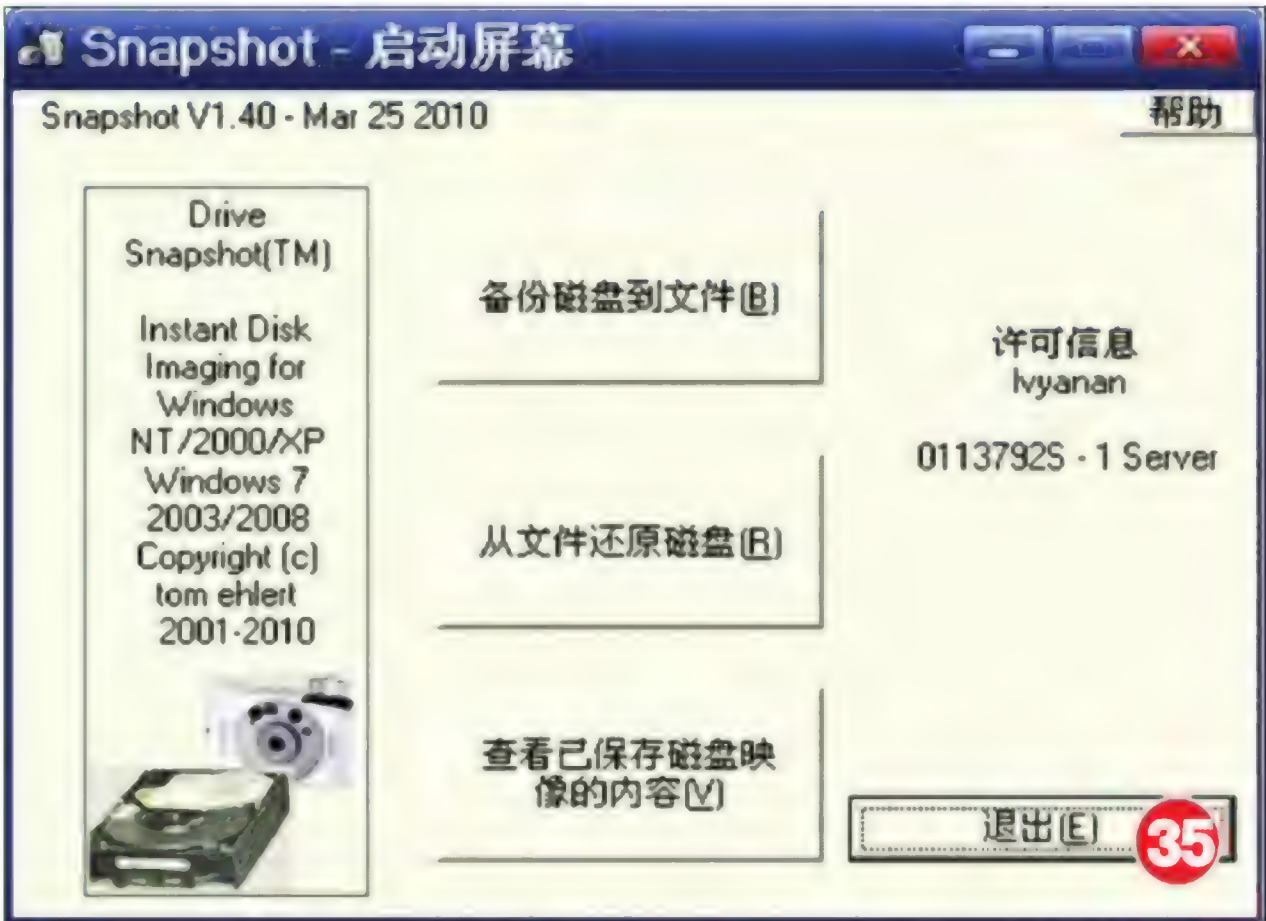 Snapshot - 启动屏幕
Snapshot V1.40 - Mar 25 2010
帮助
Drive
Snapshot(TM)
Instant Disk
Imaging for
Windows
NT/2000/XP
Windows 7
2003/2008
Copyright (c)
tom ehlert
2001-2010
备份磁盘到文件(B)
从文件还原磁盘(R)
查看已保存磁盘映
像的内容(V)
许可信息
lvyanan
01137925 - 1 Server
退出(E)
35